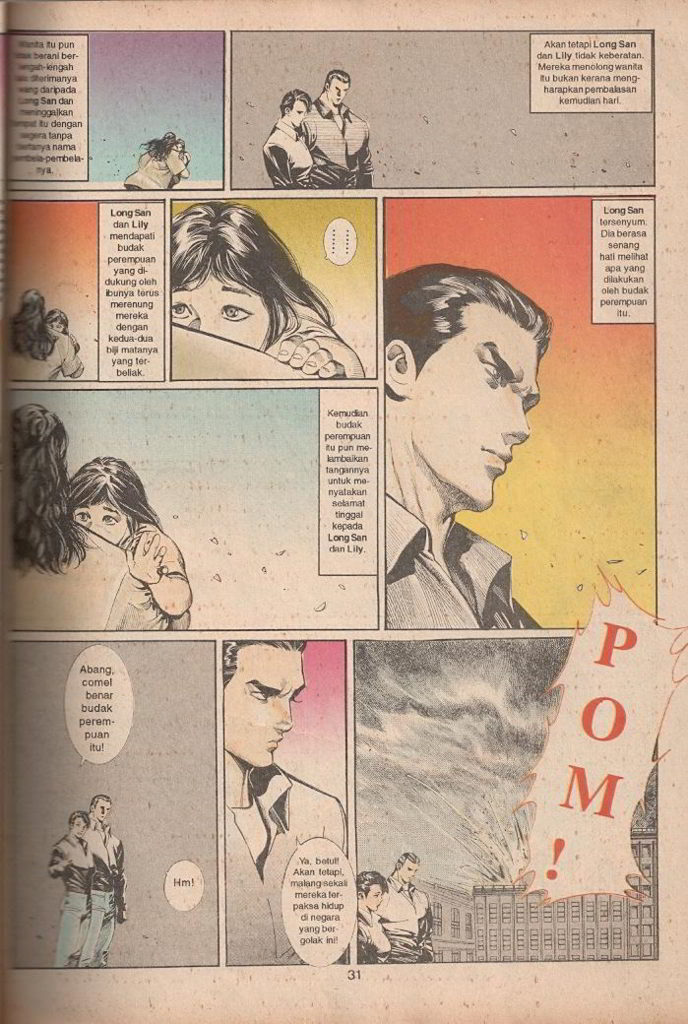 Wanita itu pun
berani ber-
lengah-lengah
diterimanya
wang daripada
Long San dan
meninggalkan
itu dengan
segera tanpa
bertanya nama
pembela-pembela-
nya.
Akan tetapi Long San
dan Lily tidak keberatan.
Mereka menolong wanita
itu bukan kerana meng-
harapkan pembalasan
kemudian hari.
Long San
dan Lily
mendapati
budak
perempuan
yang di-
dukung oleh
ibunya terus
merenung
mereka
dengan
kedua-dua
biji matanya
yang ter-
beliak.
Long San
tersenyum.
Dia berasa
senang
hati melihat
apa yang
dilakukan
oleh budak
perempuan
itu.
Kemudian
budak
perempuan
itu pun me-
lambaikan
tangannya
untuk me-
nyatakan
selamat
tinggal
kepada
Long San
dan Lily.
Abang,
comel
benar
budak
perem-
puan
itu!
Hm!
Ya, betul!
Akan tetapi,
malang sekali
mereka ter-
paksa hidup
di negara
yang ber-
golak ini!
POM!
31